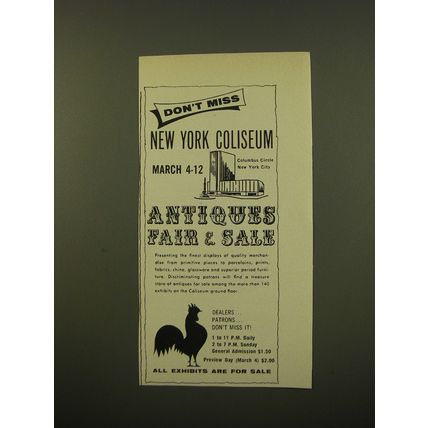 DON'T MISS
NEW YORK COLISEUM
MARCH 4-12
Columbus Circle
New York City
ANTIQUES
FAIR & SALE
Presenting the finest displays of quality merchan-
dise from primitive pieces to porcelains, prints,
fabrics, china, glassware and superior period furni-
ture. Discriminating patrons will find a treasure
store of antiques for sale among the more than 140
exhibits on the Coliseum ground floor.
DEALERS...
PATRONS...
DON'T MISS IT!
1 to 11 P.M. Daily
2 to 7 P.M. Sunday
General Admission $1.50
Preview Day (March 4) $2.00
ALL EXHIBITS ARE FOR SALE